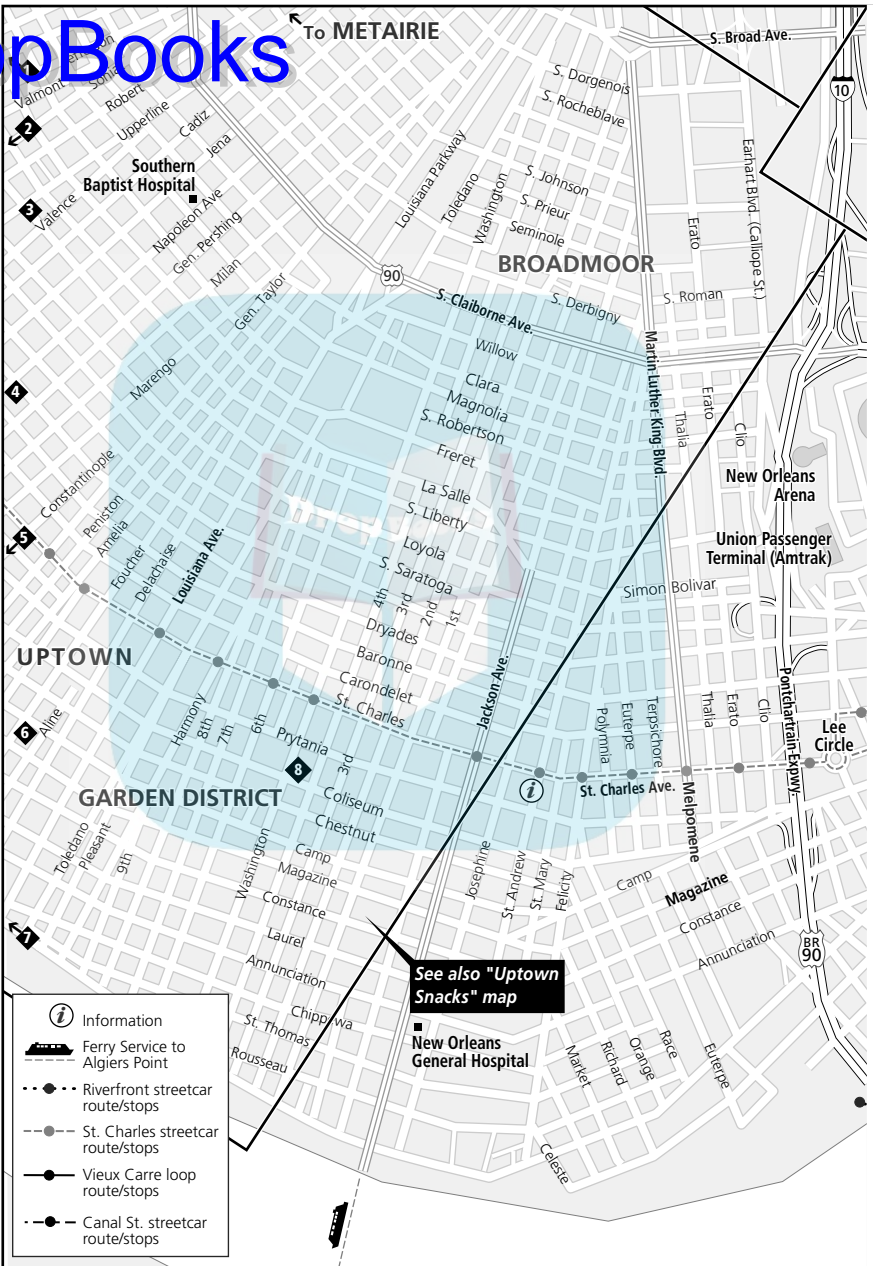 pBooks
To METAIRIE
S. Broad Ave.
10
1
Valmont
Robert
Upperline
Cadiz
Jena
S. Dorgenois
S. Rocheblave
2
Southern
Baptist Hospital
Louisiana Parkway
Toledano
Washington
S. Johnson
S. Prieur
Seminole
Earhart Blvd. (Calliope St.)
Erato
3
Valence
Napoleon Ave
Gen. Pershing
Milan
Gen. Taylor
90
BROADMOOR
S. Roman
S. Claiborne Ave.
S. Derbigny
Willow
Martin Luther King Blvd.
Marengo
4
Clara
Magnolia
S. Robertson
Freret
Thalia
Erato
Clio
Constantinople
La Salle
S. Liberty
Loyola
S. Saratoga
New Orleans
Arena
Union Passenger
Terminal (Amtrak)
5
Peniston
Amelia
Foucher
Delachaise
Louisiana Ave.
Simon Bolivar
4th
3rd
2nd
1st
Dryades
Baronne
Carondelet
St. Charles
UPTOWN
Jackson Ave.
Pontchartrain Expwy.
6
Aline
Harmony
8th
7th
6th
Prytania
3rd
Polymnia
Euterpe
Terpsichore
Thalia
Erato
Clio
Lee
Circle
8
i
St. Charles Ave.
Melpomene
GARDEN DISTRICT
Coliseum
Chestnut
Toledano
Pleasant
9th
Washington
Camp
Magazine
Constance
Laurel
Annunciation
Josephine
St. Andrew
St. Mary
Felicity
Camp
Magazine
Constance
Annunciation
BR
90
7
See also "Uptown
Snacks" map
Chippewa
St. Thomas
Rousseau
New Orleans
General Hospital
Market
Richard
Orange
Race
Euterpe
Celeste
i Information
Ferry Service to
Algiers Point
Riverfront streetcar
route/stops
St. Charles streetcar
route/stops
Vieux Carre loop
route/stops
Canal St. streetcar
route/stops